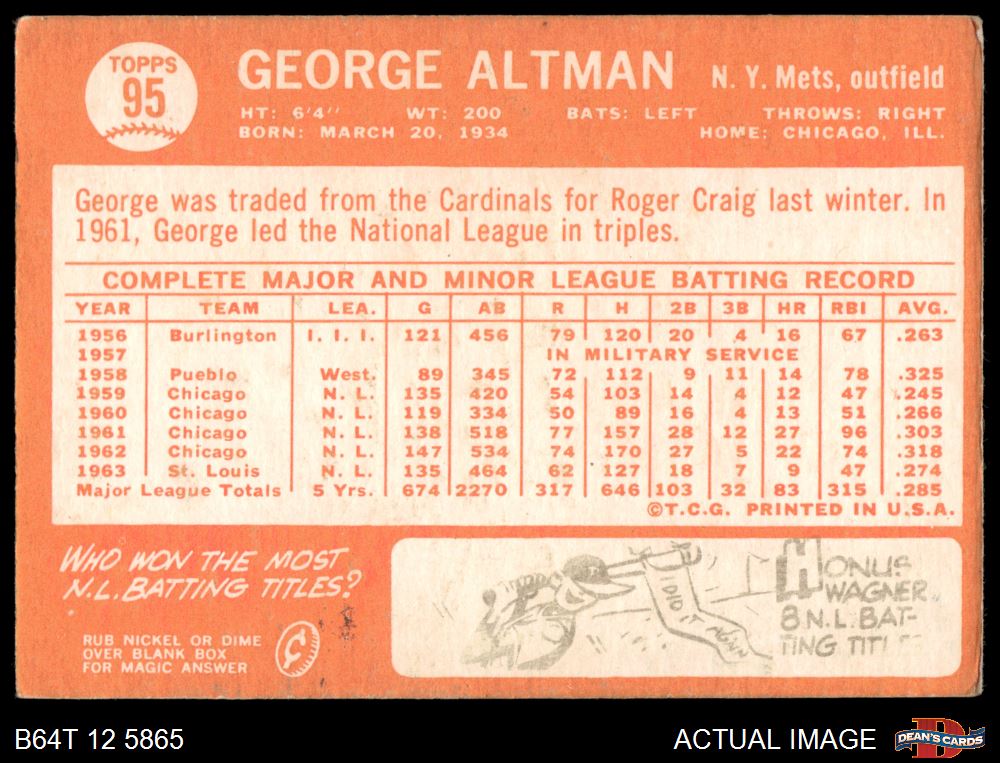 TOPPS
95
GEORGE ALTMAN N. Y. Mets, outfield
HT: 6'4" WT: 200 BATS: LEFT THROWS: RIGHT
BORN: MARCH 20, 1934 HOME: CHICAGO, ILL.
George was traded from the Cardinals for Roger Craig last winter. In
1961, George led the National League in triples.
COMPLETE MAJOR AND MINOR LEAGUE BATTING RECORD
YEAR TEAM LEA. G AB R H 2B 3B HR RBI AVG.
1956 Burlington I. I. I. 121 456 79 120 20 4 16 67 .263
1957 IN MILITARY SERVICE
1958 Pueblo West. 89 345 72 112 9 11 14 78 .325
1959 Chicago N. L. 135 420 54 103 14 4 12 47 .245
1960 Chicago N. L. 119 334 50 89 16 4 13 51 .266
1961 Chicago N. L. 138 518 77 157 28 12 27 96 .303
1962 Chicago N. L. 147 534 74 170 27 5 22 74 .318
1963 St. Louis N. L. 135 464 62 127 18 7 9 47 .274
Major League Totals 5 Yrs. 674 2270 317 646 103 32 83 315 .285
©T.C.G. PRINTED IN U.S.A.
WHO WON THE MOST
N.L. BATTING TITLES?
RUB NICKEL OR DIME
OVER BLANK BOX
FOR MAGIC ANSWER
I DID IT
HONUS
WAGNER
8 N.L. BAT-
TING
B64T 12 5865
ACTUAL IMAGE
DEAN'S CARDS